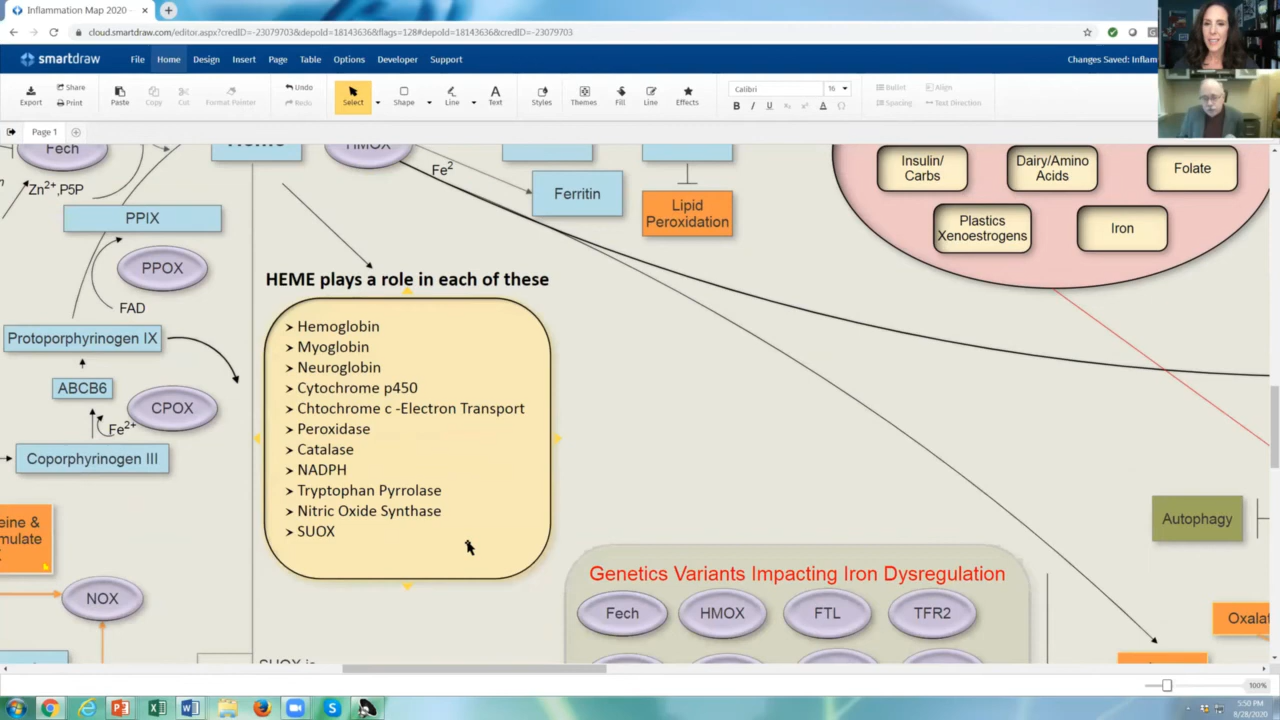 Inflammation Map 2020 -
cloud.smartdraw.com/editor.aspx?credID=-23079703&depoId=18143636&flags=128#depoId=18143636&credID=-23079703
smartdraw
File Home Design Insert Page Table Options Developer Support
Changes Saved: Inflam
Export
Share
Print
Paste
Copy
Cut
Format Painter
Undo
Redo
Select
Shape
Line
Text
Styles
Themes
Fill
Line
Effects
Calibri 16
B I U
Bullet
Align
Spacing
Text Direction
Page 1
Fech
HMOX
Fe2
Zn2+,P5P
PPIX
PPOX
FAD
Protoporphyrinogen IX
ABCB6
CPOX
Fe2+
Coporphyrinogen III
Ferritin
Lipid
Peroxidation
Insulin/
Carbs
Dairy/Amino
Acids
Folate
Plastics
Xenoestrogens
Iron
HEME plays a role in each of these
➢ Hemoglobin
➢ Myoglobin
➢ Neuroglobin
➢ Cytochrome p450
➢ Chtochrome c -Electron Transport
➢ Peroxidase
➢ Catalase
➢ NADPH
➢ Tryptophan Pyrrolase
➢ Nitric Oxide Synthase
➢ SUOX
eine &
mulate
NOX
Autophagy
Genetics Variants Impacting Iron Dysregulation
Fech HMOX FTL TFR2
Oxala
SUOX is
100%
5:50 PM
8/28/2020